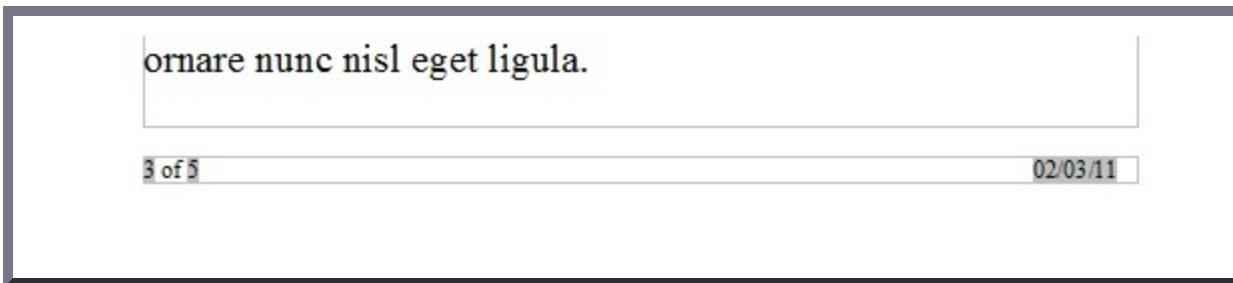 ornare nunc nisl eget ligula.
3 of 5 02/03/11